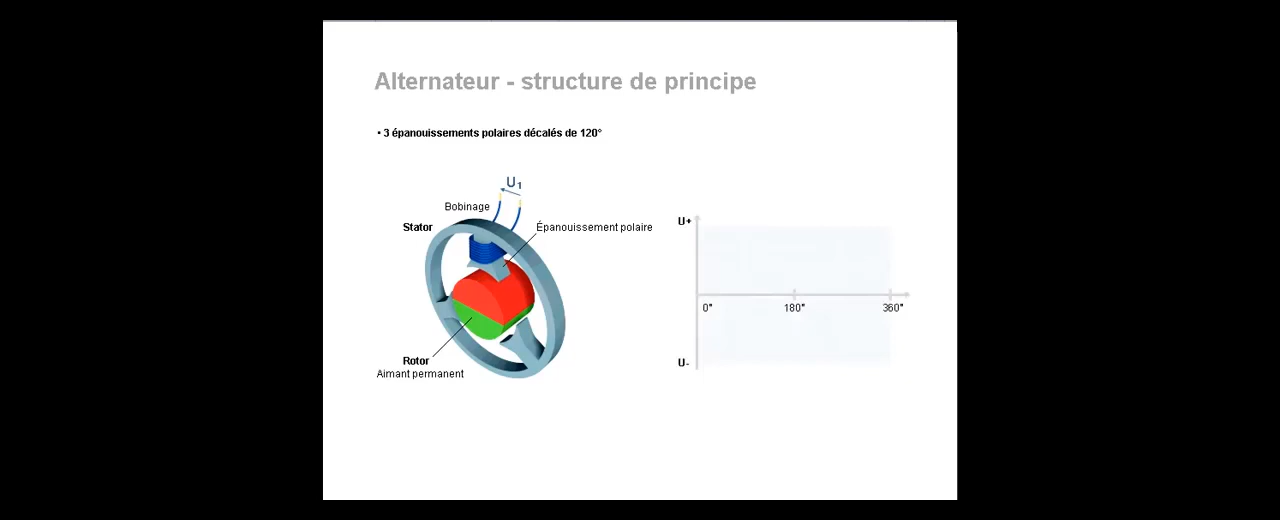 Alternateur - structure de principe
• 3 épanouissements polaires décalés de 120°
U1
Bobinage
Stator
Épanouissement polaire
Rotor
Aimant permanent
U+
0°
180°
360°
U-